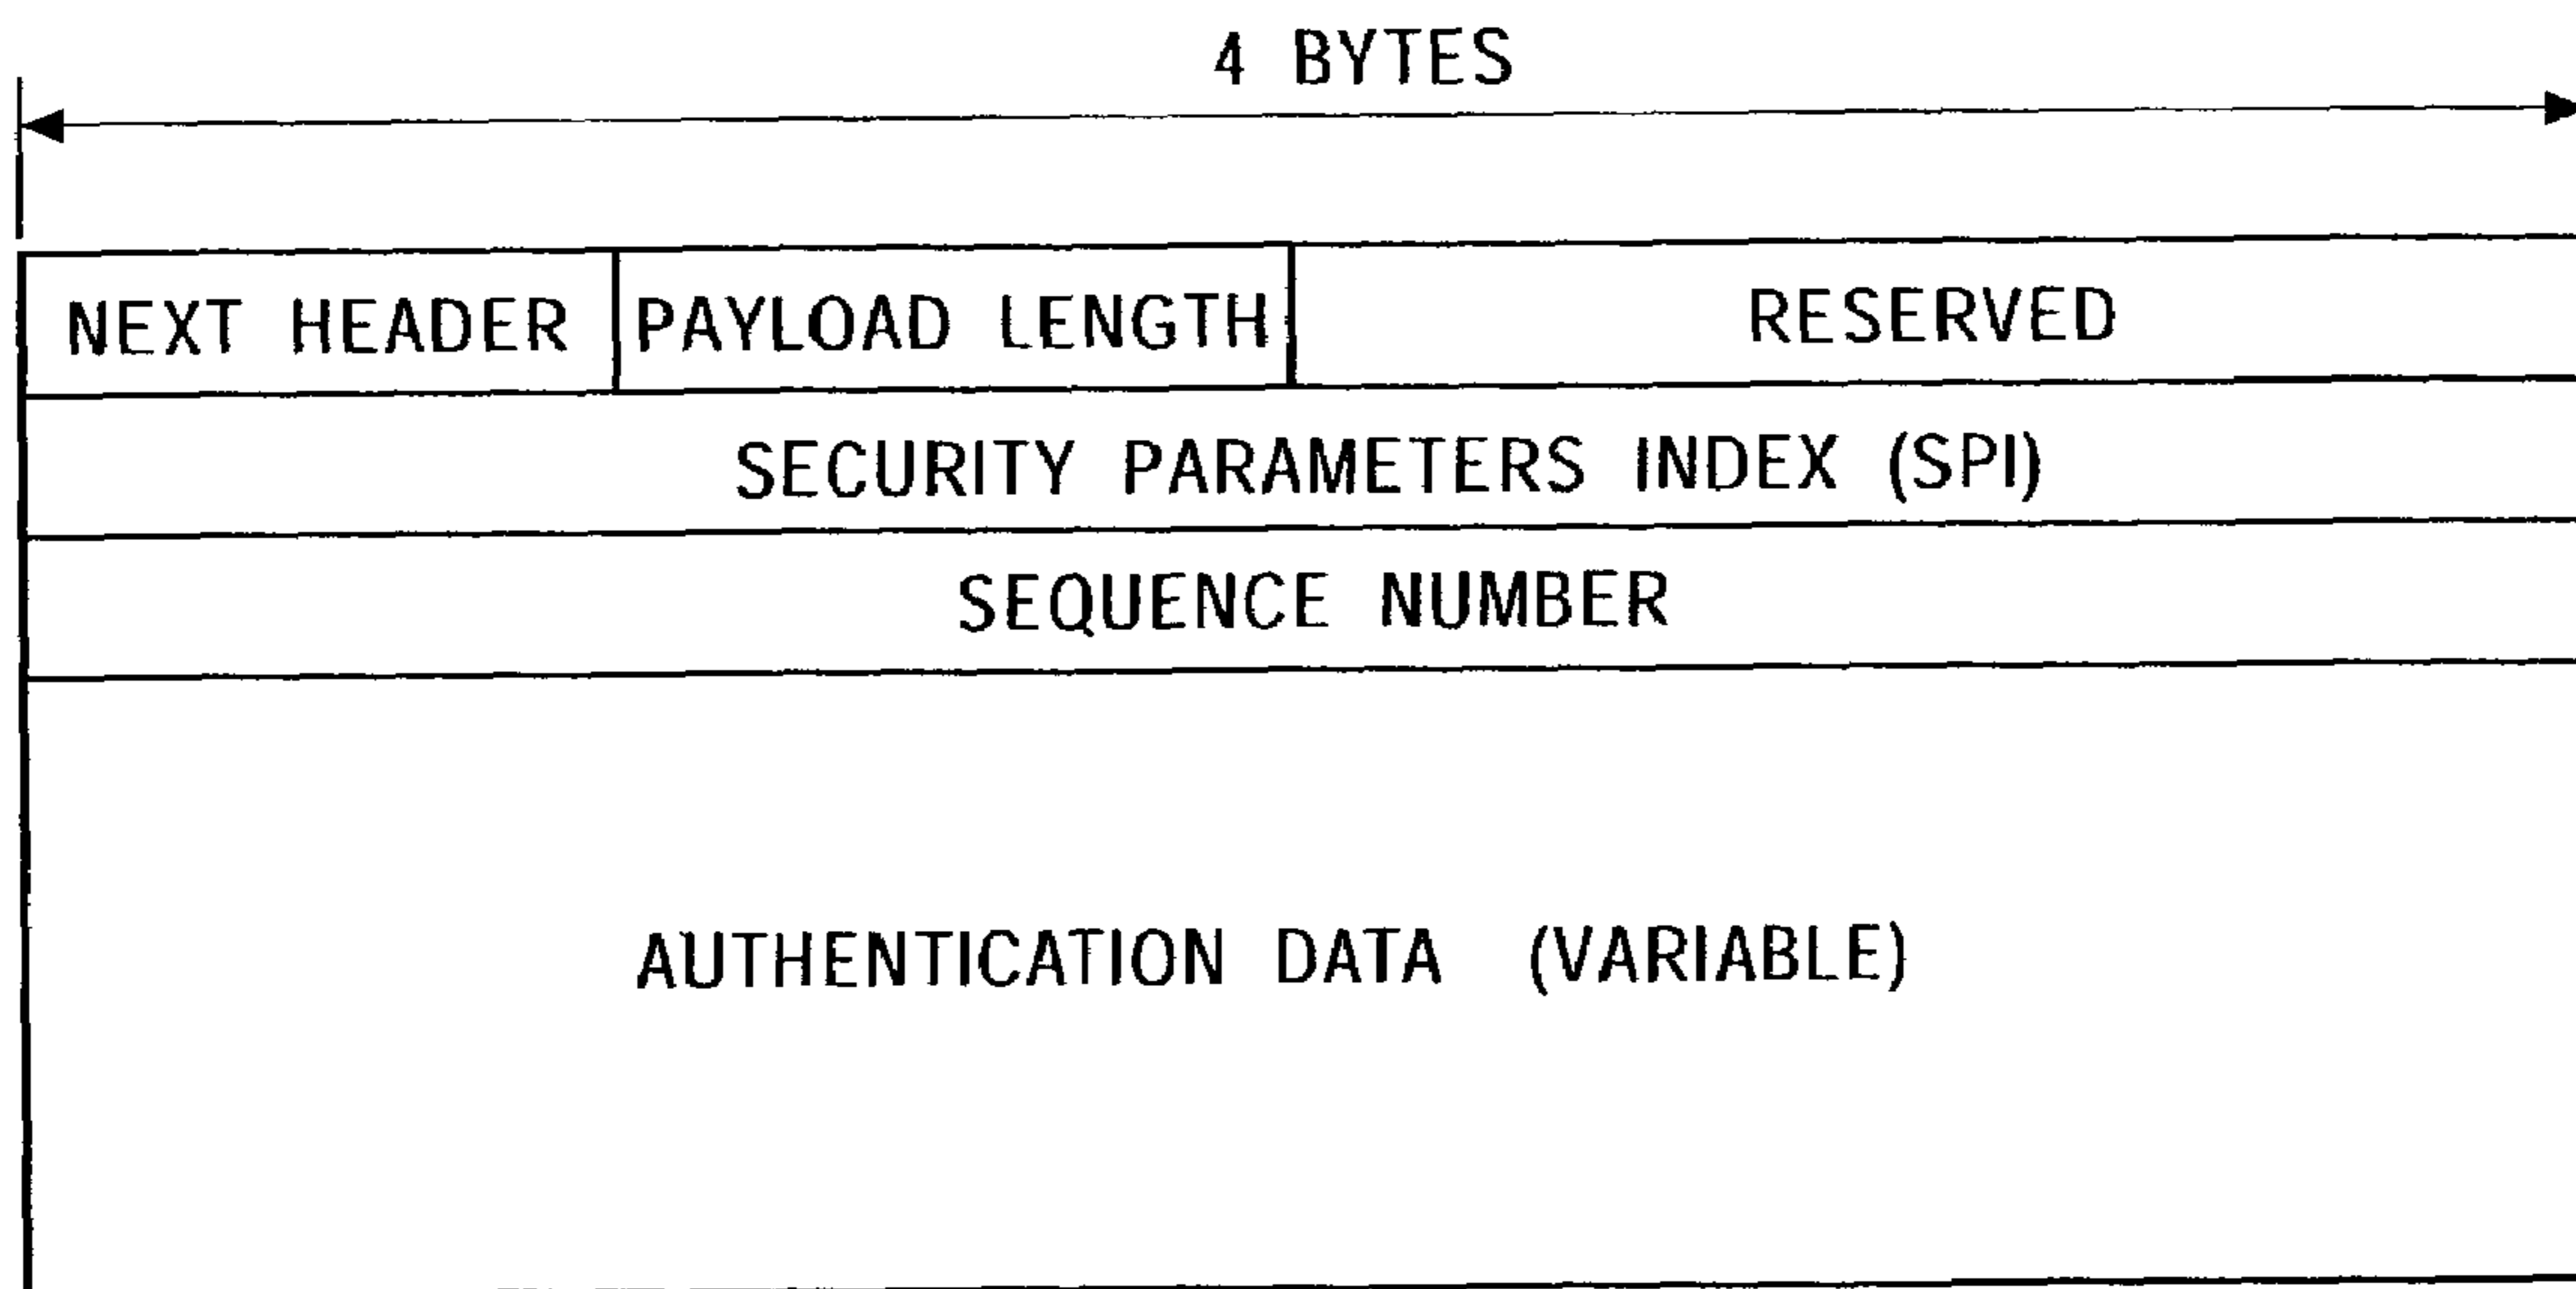 4 BYTES
NEXT HEADER PAYLOAD LENGTH RESERVED
SECURITY PARAMETERS INDEX (SPI)
SEQUENCE NUMBER
AUTHENTICATION DATA (VARIABLE)